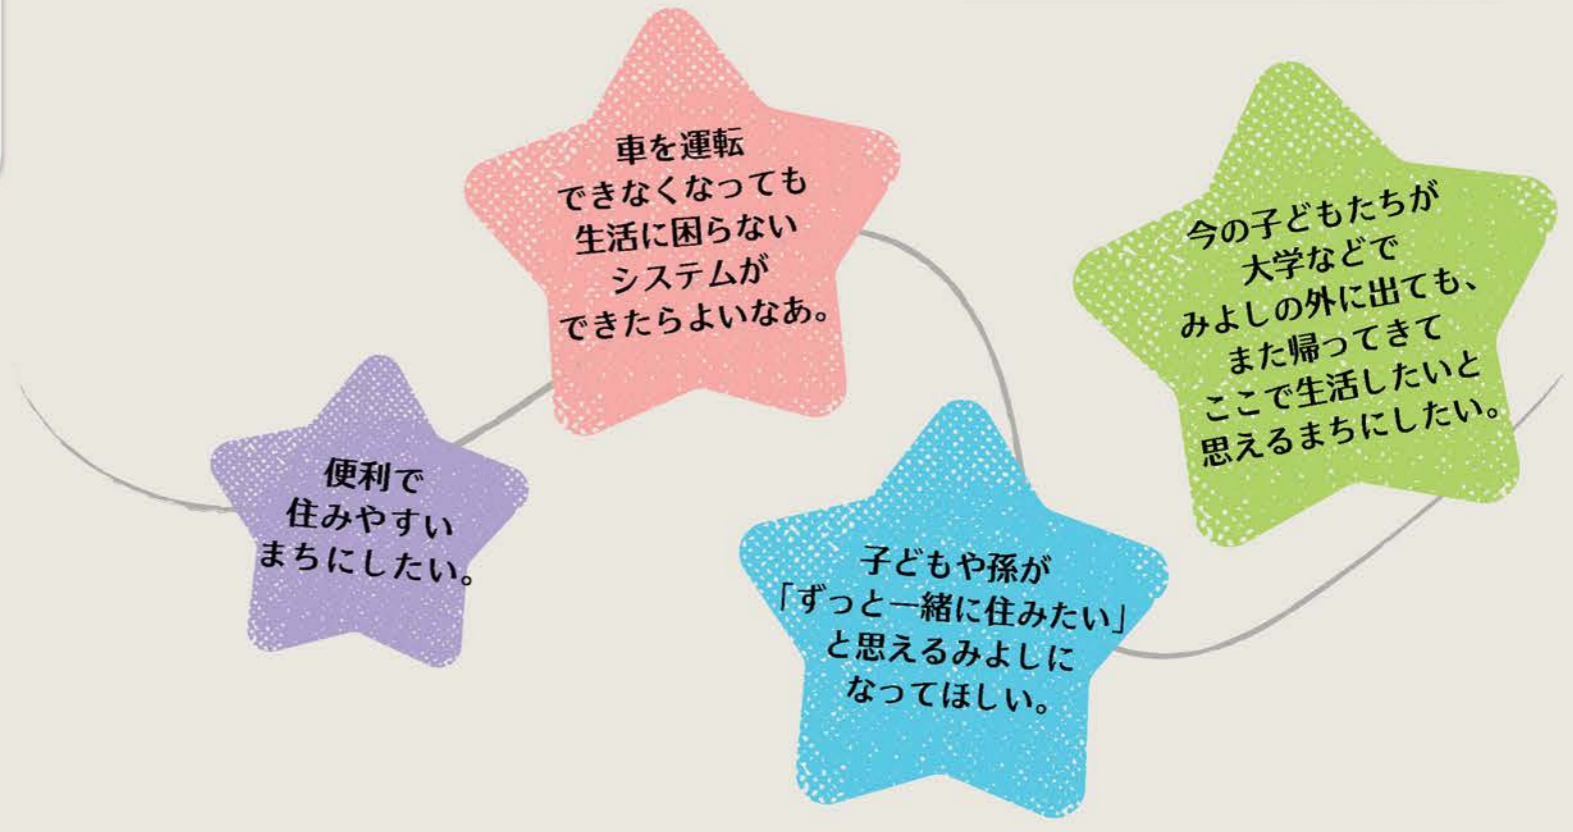 便利で
住みやすい
まちにしたい。
車を運転
できなくなっても
生活に困らない
システムが
できたらよいなあ。
子どもや孫が
「ずっと一緒に住みたい」
と思えるみよしに
なってほしい。
今の子どもたちが
大学などで
みよしの外に出ても、
また帰ってきて
ここで生活したいと
思えるまちにしたい。